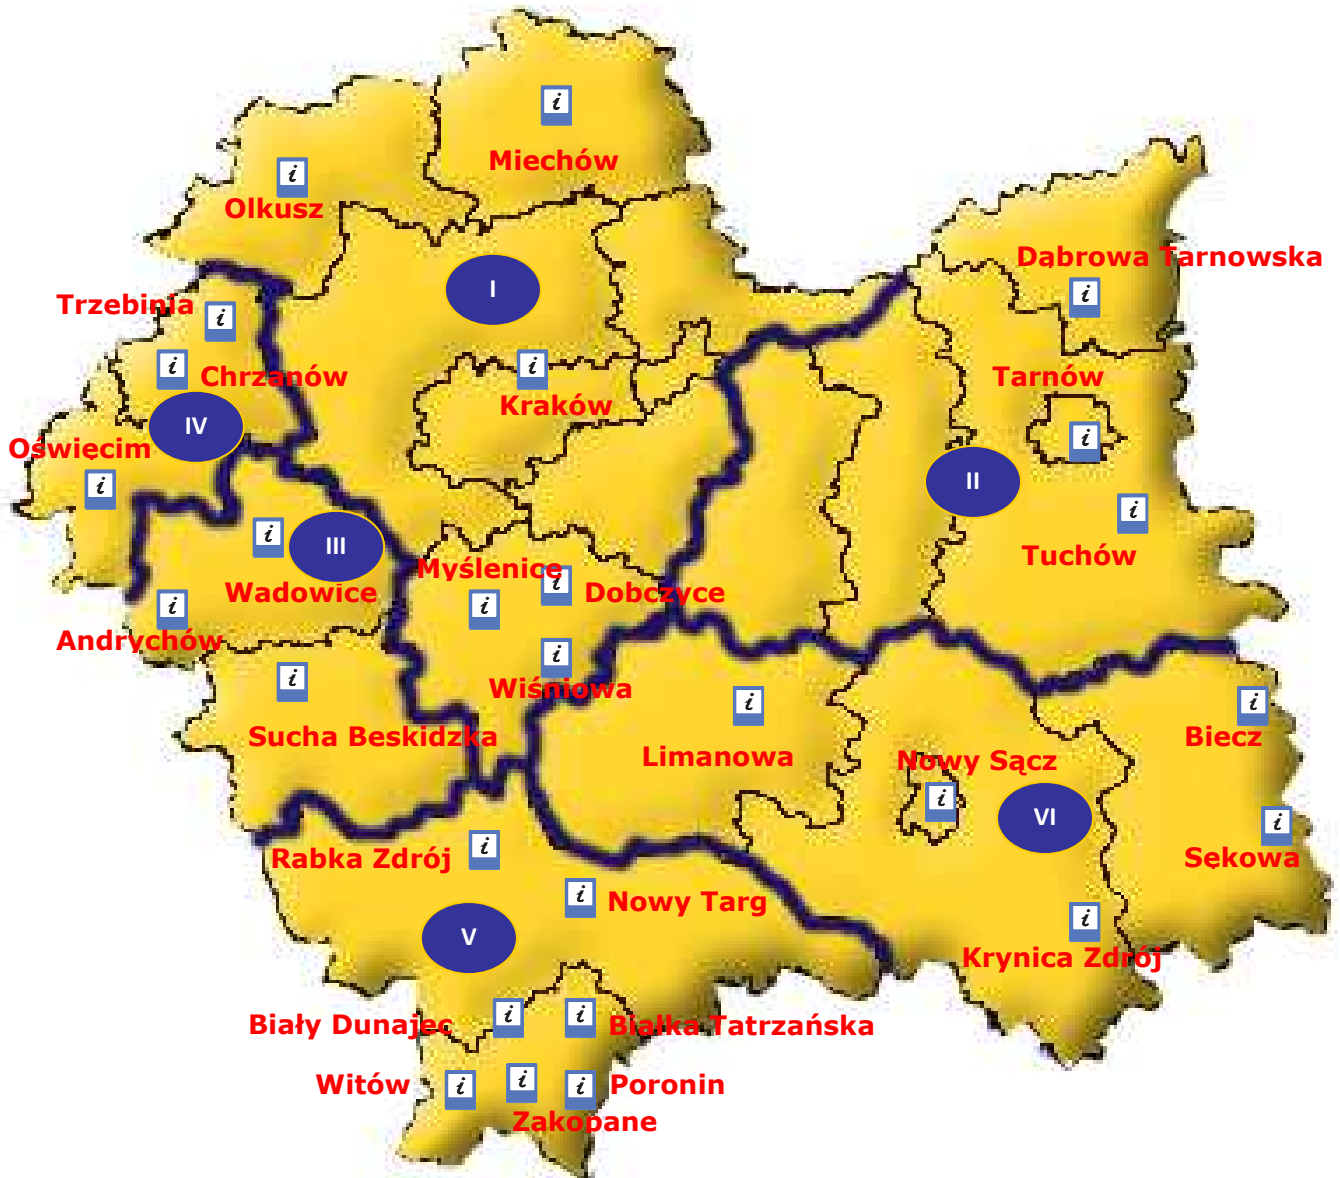 i
Miechów
i
Olkusz
Dąbrowa Tarnowska
i
I
Trzebinia
i
i
Chrzanów
i
Kraków
Tarnów
i
IV
Oświęcim
i
II
i
Tuchów
i
III
Wadowice
Myślenice
i
i
Dobczyce
i
Andrychów
i
Wiśniowa
i
Sucha Beskidzka
i
Limanowa
i
Biecz
Nowy Sącz
i
VI
i
Sękowa
Rabka Zdrój
i
i
Nowy Targ
V
i
Krynica Zdrój
Biały Dunajec
i
i
Białka Tatrzańska
Witów
i
i
i
Poronin
Zakopane